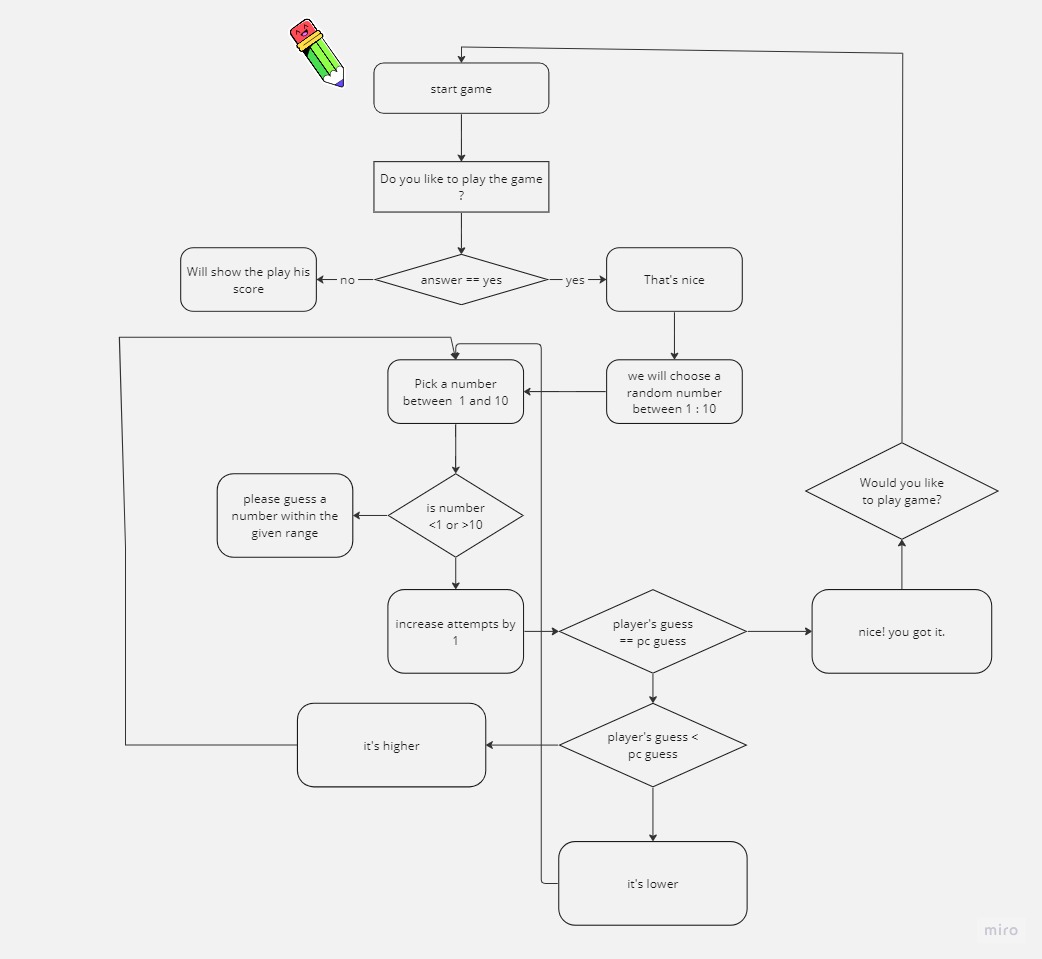 start game
Do you like to play the game
?
Will show the play his
score
no
answer == yes
yes
That's nice
Pick a number
between 1 and 10
we will choose a
random number
between 1 : 10
Would you like
to play game?
please guess a
number within the
given range
is number
<1 or >10
increase attempts by
1
player's guess
== pc guess
nice! you got it.
it's higher
player's guess <
pc guess
it's lower
miro